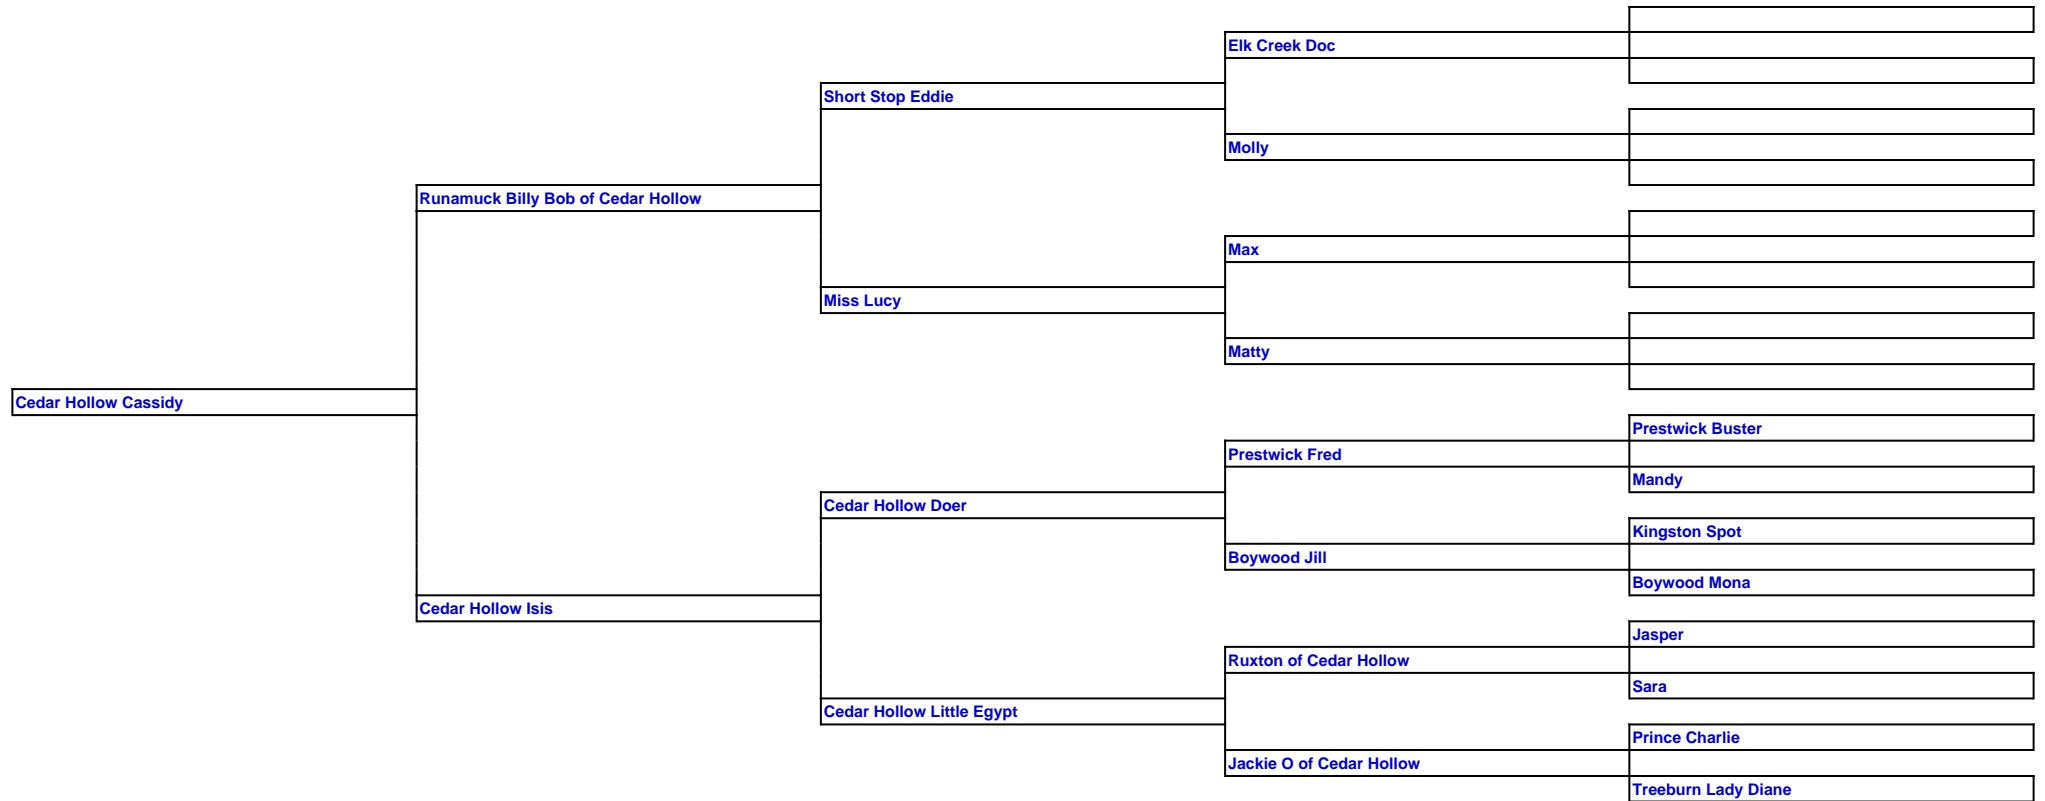 Elk Creek Doc
Short Stop Eddie
Molly
Runamuck Billy Bob of Cedar Hollow
Max
Miss Lucy
Matty
Cedar Hollow Cassidy
Prestwick Buster
Prestwick Fred
Mandy
Cedar Hollow Doer
Kingston Spot
Boywood Jill
Boywood Mona
Cedar Hollow Isis
Jasper
Ruxton of Cedar Hollow
Sara
Cedar Hollow Little Egypt
Prince Charlie
Jackie O of Cedar Hollow
Treeburn Lady Diane